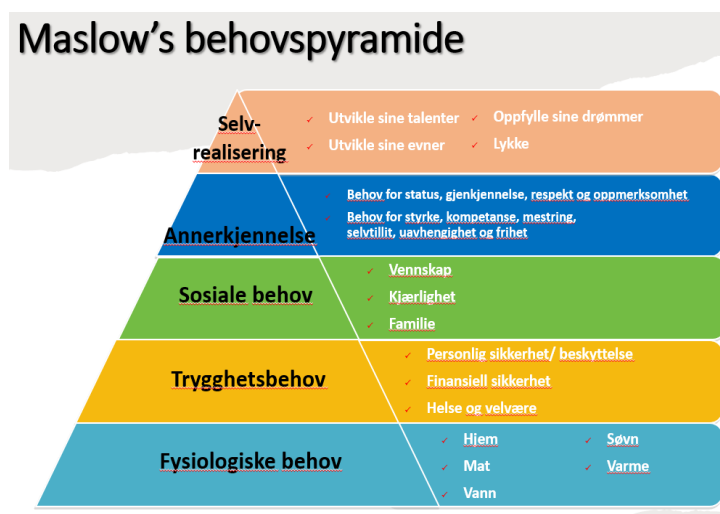 Maslow's behovspyramide
Selv-
realisering
Utvikle sine talenter
Oppfylle sine drømmer
Utvikle sine evner
Lykke
Annerkjennelse
Behov for status, gjenkjennelse, respekt og oppmerksomhet
Behov for styrke, kompetanse, mestring,
selvtillit, uavhengighet og frihet
Sosiale behov
Vennskap
Kjærlighet
Familie
Trygghetsbehov
Personlig sikkerhet/ beskyttelse
Finansiell sikkerhet
Helse og velvære
Fysiologiske behov
Hjem
Søvn
Mat
Varme
Vann